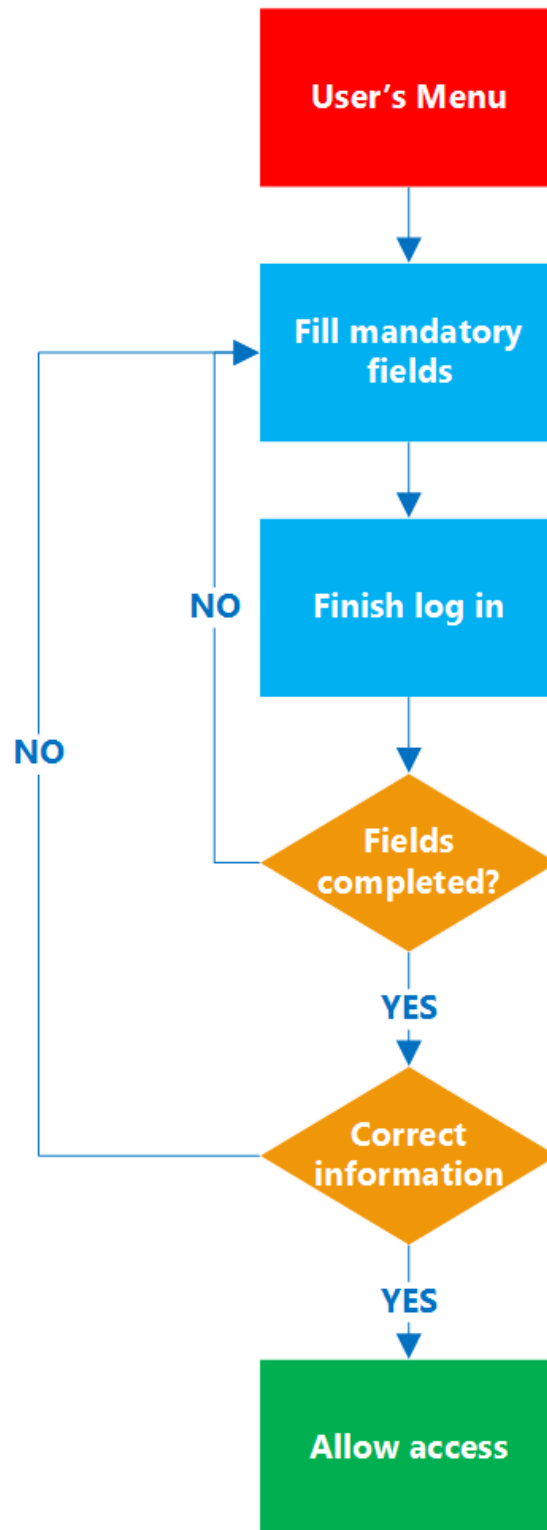 User’s Menu
Fill mandatory
fields
Finish log in
NO
NO
Fields
completed?
YES
Correct
information
YES
Allow access